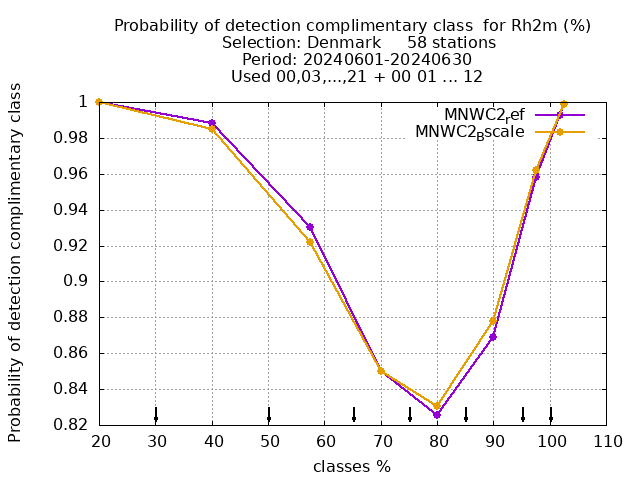 Probability of detection complimentary class  for Rh2m (%)
Selection: Denmark     58 stations
Period: 20240601-20240630
Used 00,03,...,21 + 00 01 ... 12
Probability of detection complimentary class
MNWC2ref
MNWC2Bscale
1
0.98
0.96
0.94
0.92
0.9
0.88
0.86
0.84
0.82
20 30 40 50 60 70 80 90 100 110
classes %